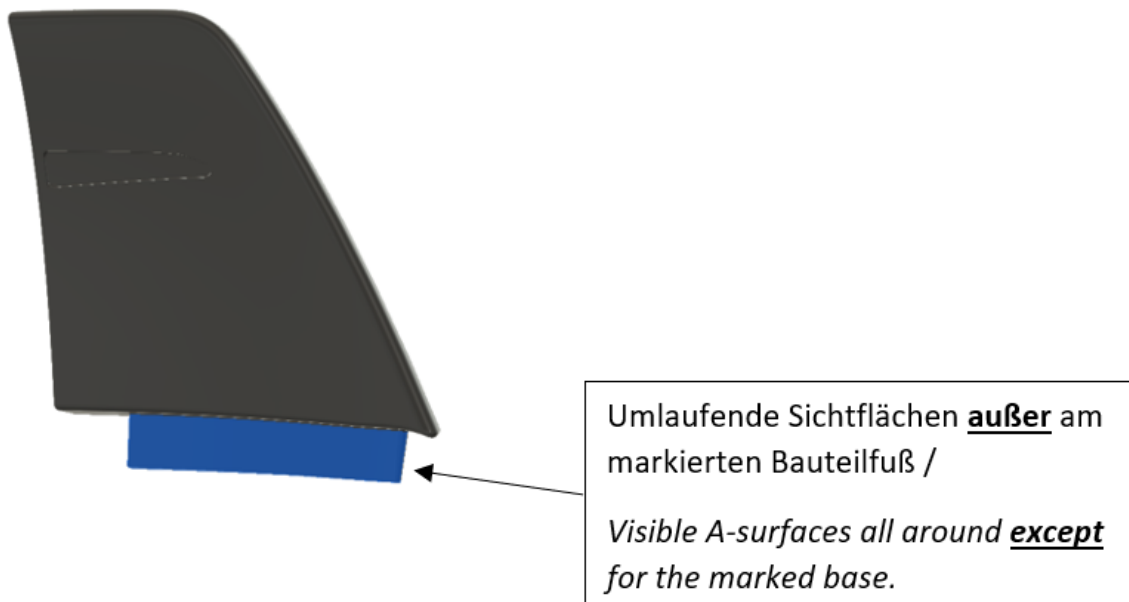 Umlaufende Sichtflächen außer am
markierten Bauteilfuß /
Visible A-surfaces all around except
for the marked base.